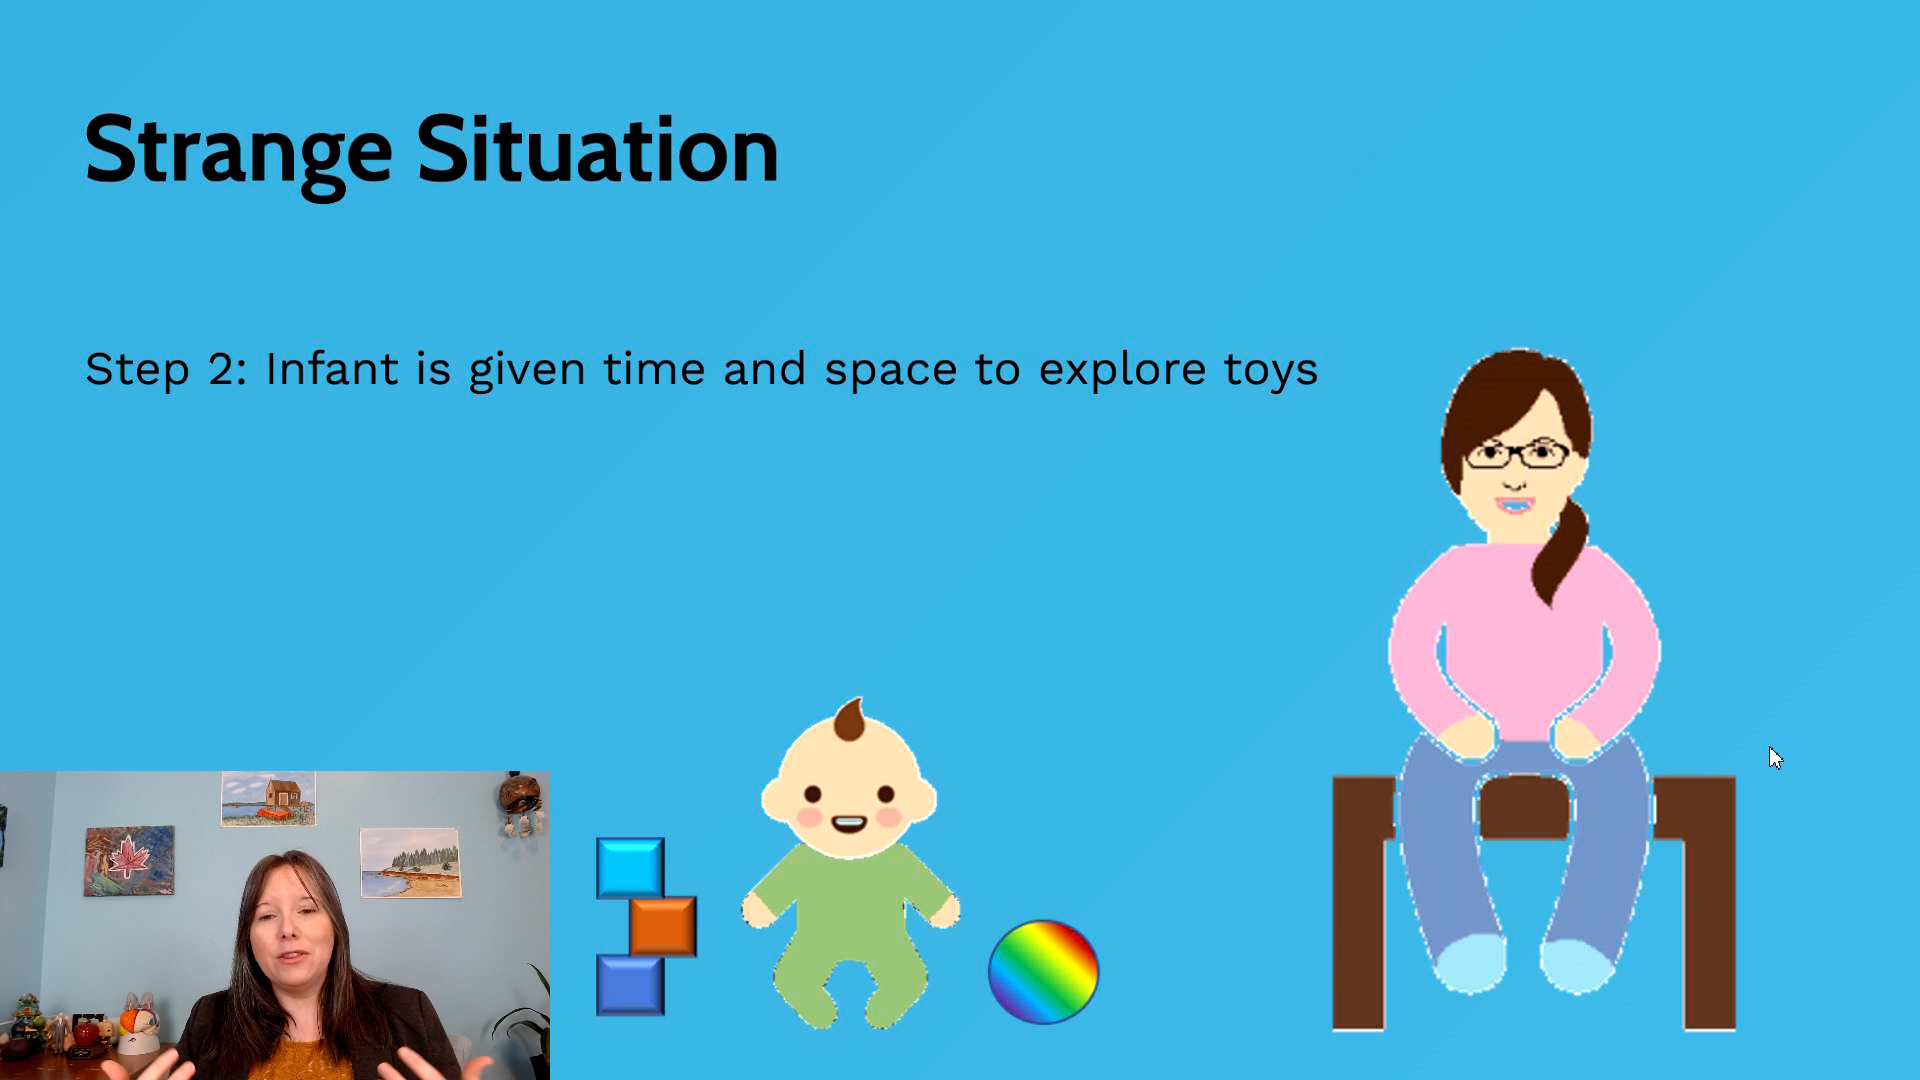 Strange Situation
Step 2: Infant is given time and space to explore toys